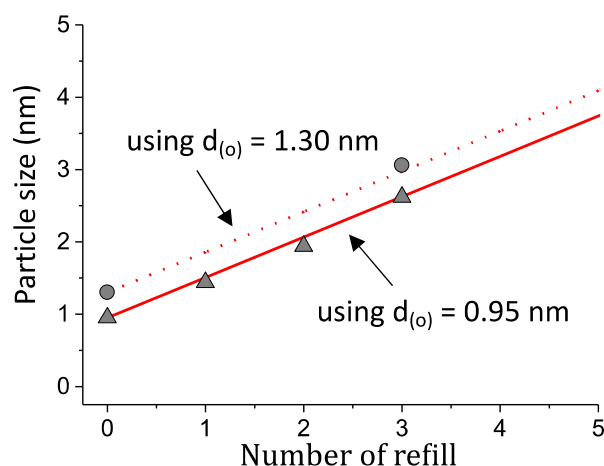 5
4
3
2
1
0
Particle size (nm)
using d(o) = 1.30 nm
using d(o) = 0.95 nm
0 1 2 3 4 5
Number of refill